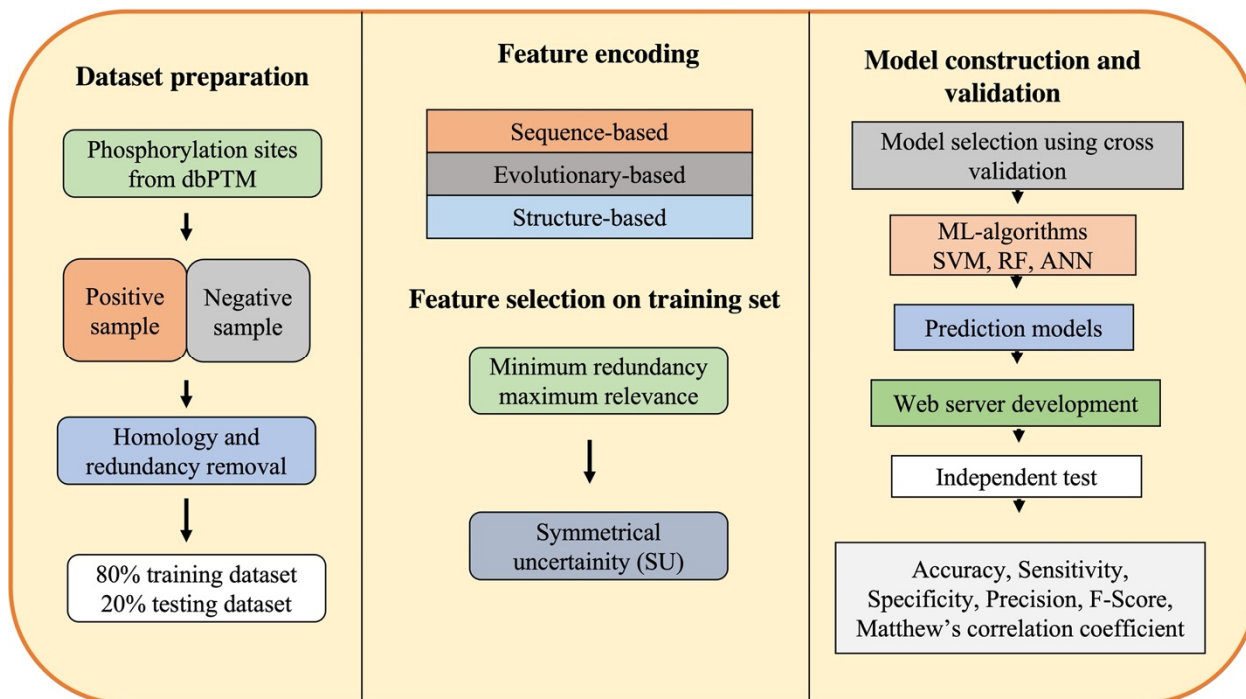 Dataset preparation
Phosphorylation sites
from dbPTM
Positive
sample
Negative
sample
Homology and
redundancy removal
80% training dataset
20% testing dataset
Feature encoding
Sequence-based
Evolutionary-based
Structure-based
Feature selection on training set
Minimum redundancy
maximum relevance
Symmetrical
uncertainity (SU)
Model construction and
validation
Model selection using cross
validation
ML-algorithms
SVM, RF, ANN
Prediction models
Web server development
Independent test
Accuracy, Sensitivity,
Specificity, Precision, F-Score,
Matthew's correlation coefficient